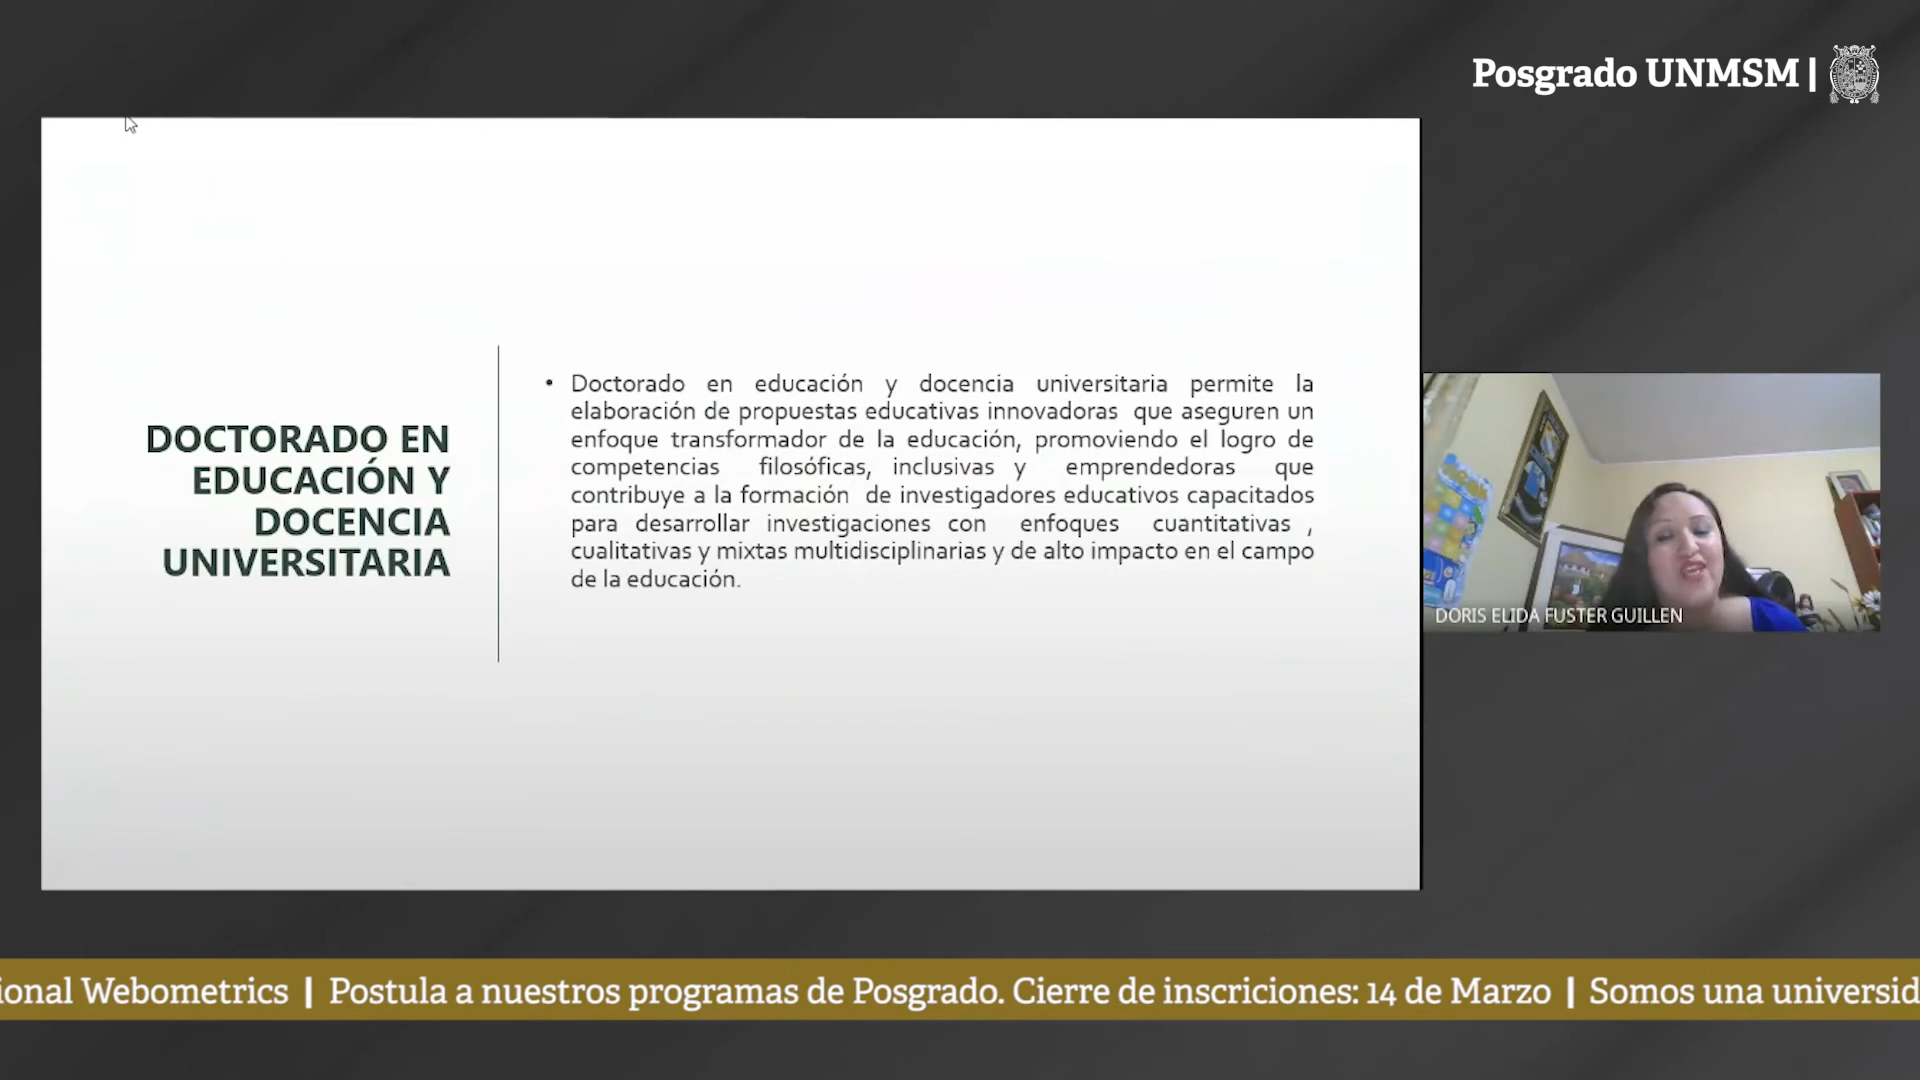 Posgrado UNMSM |
DOCTORADO EN
EDUCACIÓN Y
DOCENCIA
UNIVERSITARIA
• Doctorado en educación y docencia universitaria permite la
elaboración de propuestas educativas innovadoras que aseguren un
enfoque transformador de la educación, promoviendo el logro de
competencias filosóficas, inclusivas y emprendedoras que
contribuye a la formación de investigadores educativos capacitados
para desarrollar investigaciones con enfoques cuantitativas ,
cualitativas y mixtas multidisciplinarias y de alto impacto en el campo
de la educación.
DORIS ELIDA FUSTER GUILLEN
ional Webometrics | Postula a nuestros programas de Posgrado. Cierre de inscriciones: 14 de Marzo | Somos una universid